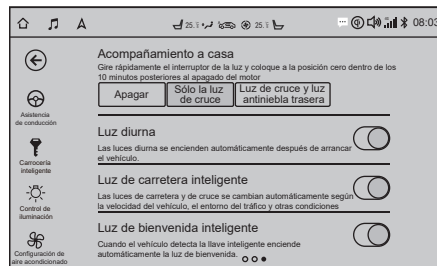 25.5
25.5
08:03
Acompañamiento a casa
Gire rápidamente el interruptor de la luz y coloque a la posición cero dentro de los
10 minutos posteriores al apagado del motor
Apagar
Sólo la luz
de cruce
Luz de cruce y luz
antiniebla trasera
Asistencia
de conducción
Luz diurna
Las luces diurna se encienden automáticamente después de arrancar
el vehículo.
Carrocería
inteligente
Luz de carretera inteligente
Las luces de carretera y de cruce se cambian automáticamente según
la velocidad del vehículo, el entorno del tráfico y otras condiciones
Control de
iluminación
Luz de bienvenida inteligente
Cuando el vehículo detecta la llave inteligente enciende
automáticamente la luz de bienvenida.
Configuración de
aire acondicionado